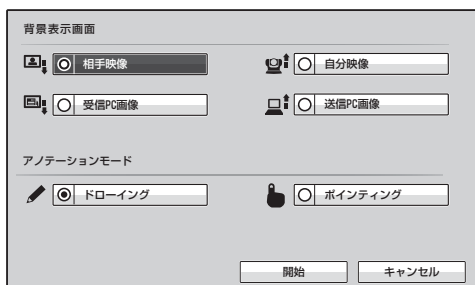 背景表示画面
相手映像 自分映像
受信PC画像 送信PC画像
アノテーションモード
ドローイング ポインティング
開始 キャンセル